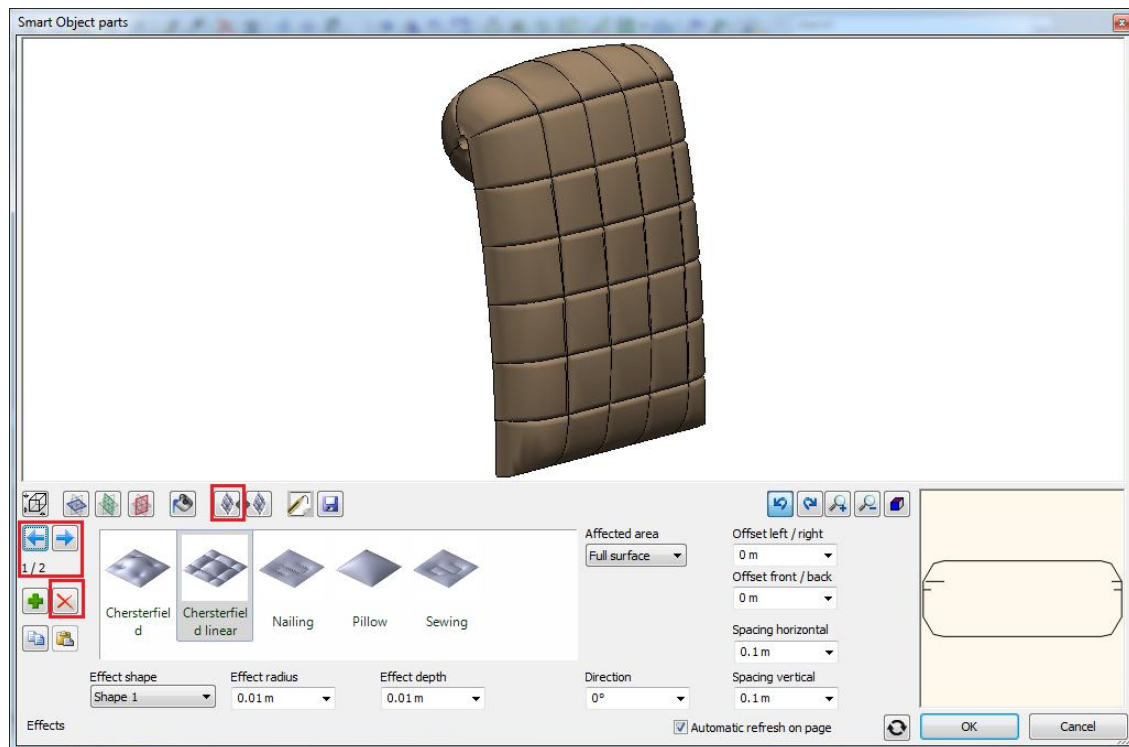 Smart Object parts
1 / 2
Chersterfiel
d
Chersterfiel
d linear
Nailing
Pillow
Sewing
Affected area
Full surface
Offset left / right
0 m
Offset front / back
0 m
Spacing horizontal
0.1 m
Effect shape
Shape 1
Effect radius
0.01 m
Effect depth
0.01 m
Direction
0°
Spacing vertical
0.1 m
Effects
Automatic refresh on page
OK
Cancel